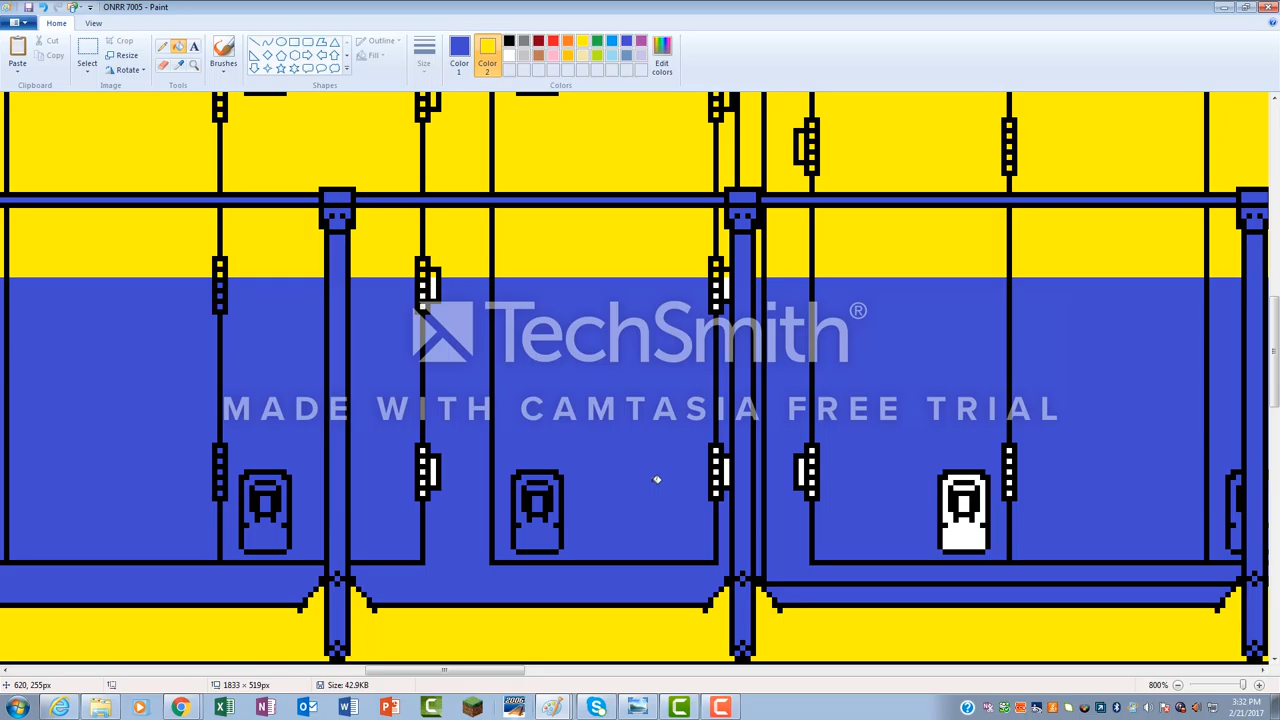 ONRR 7005 - Paint
Home View
Paste
Cut
Copy
Clipboard
Select
Crop
Resize
Rotate
Image
A
Tools
Brushes
Outline
Fill
Shapes
Size
Color 1
Color 2
Edit colors
Colors
TechSmith®
MADE WITH CAMTASIA FREE TRIAL
620, 255px
1833 × 519px
Size: 42.9KB
800%
2006
3:32 PM
2/21/2017